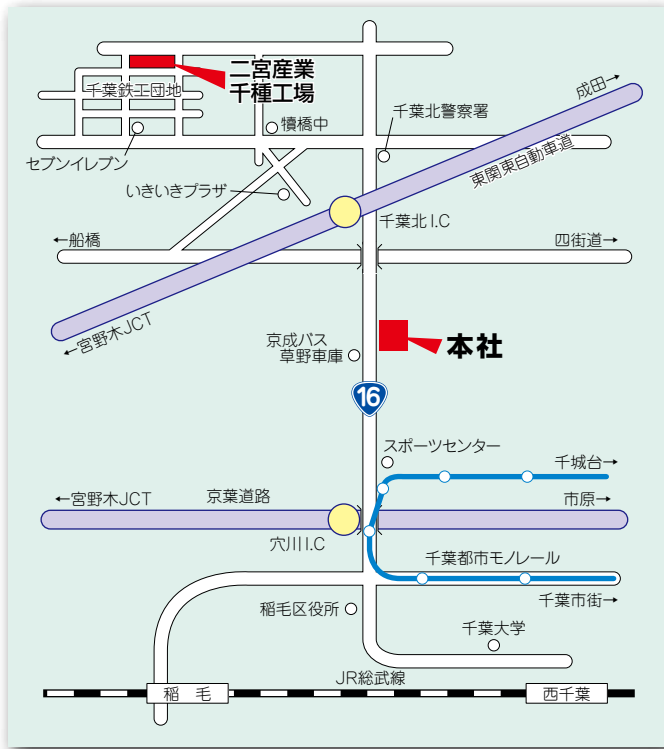 二宮産業
千種工場
千葉鉄工団地
犢橋中
千葉北警察署
成田→
東関東自動車道
セブンイレブン
いきいきプラザ
千葉北I.C
←船橋
四街道→
←宮野木JCT
京成バス
草野車庫
本社
16
スポーツセンター
千城台→
←宮野木JCT
京葉道路
市原→
穴川I.C
千葉都市モノレール
稲毛区役所
千葉市街→
千葉大学
JR総武線
稲毛
西千葉